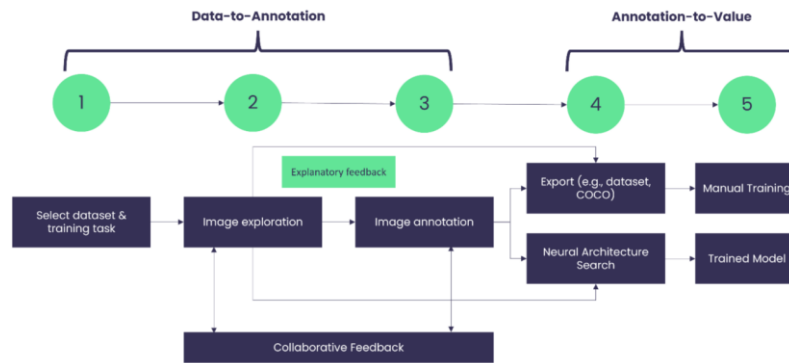 Data-to-Annotation
Annotation-to-Value
1
2
3
4
5
Explanatory feedback
Select dataset &
training task
Image exploration
Image annotation
Export (e.g., dataset,
COCO)
Manual Training
Neural Architecture
Search
Trained Model
Collaborative Feedback